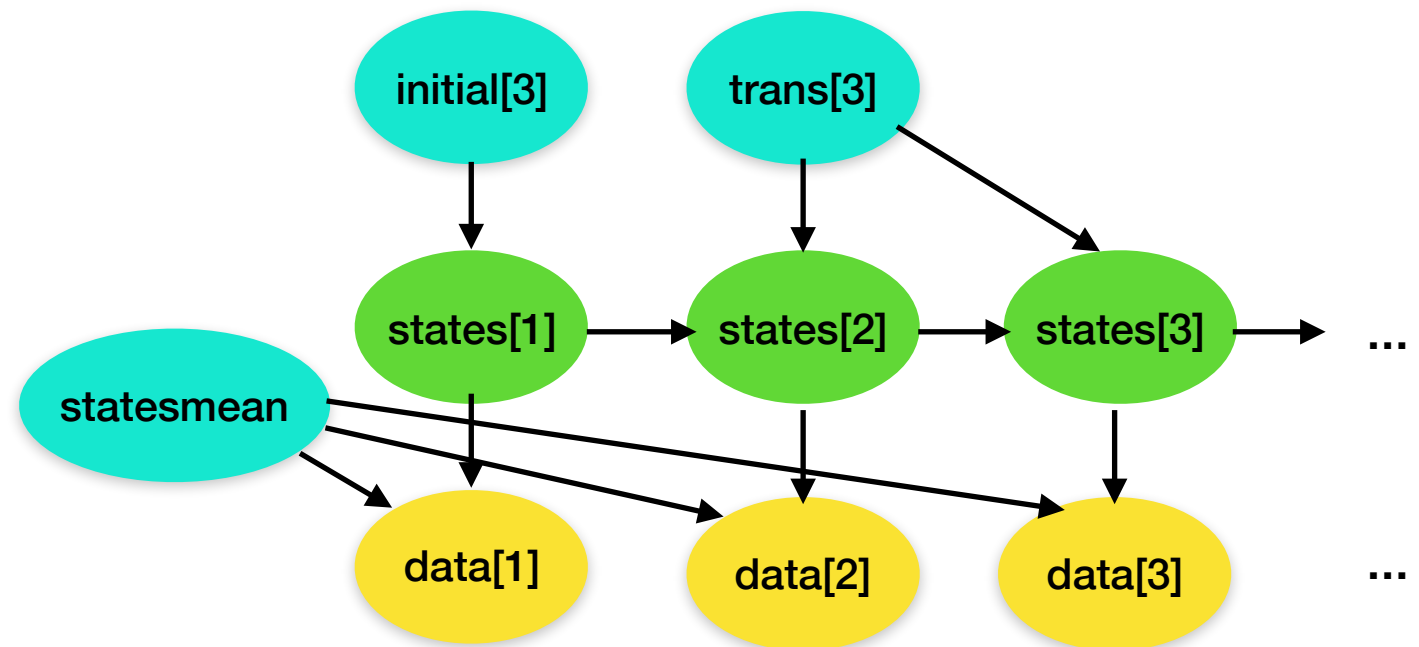 initial[3]
trans[3]
states[1]
states[2]
states[3]
...
statesmean
data[1]
data[2]
data[3]
...